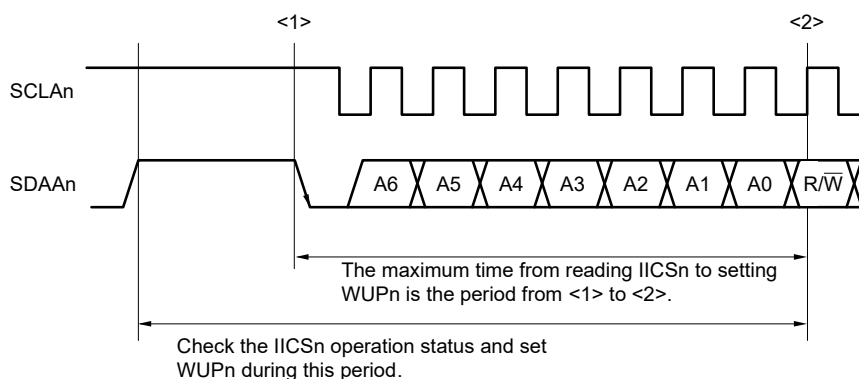 <1> <2>
SCLAn
SDAAn A6 A5 A4 A3 A2 A1 A0 R/W̅
The maximum time from reading IICSn to setting
WUPn is the period from <1> to <2>.
Check the IICSn operation status and set
WUPn during this period.